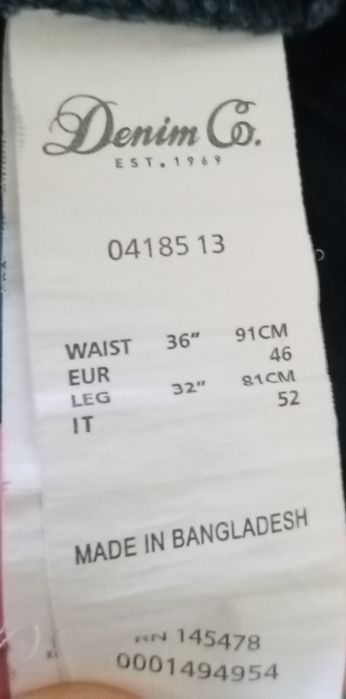 Denim Co.
EST. 1969
04185 13
WAIST 36" 91CM
EUR 46
LEG 32" 81CM
IT 52
MADE IN BANGLADESH
RN 145478
0001494954